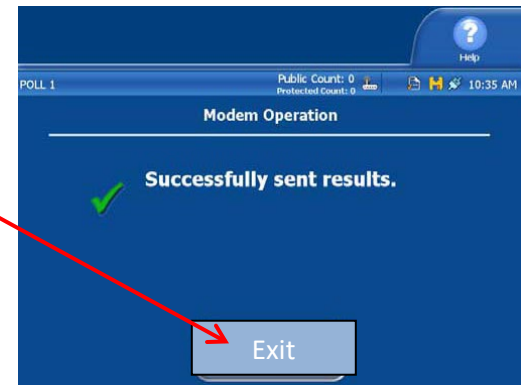 Help
POLL 1 Public Count: 0 10:35 AM
Protected Count: 0
Modem Operation
Successfully sent results.
Exit